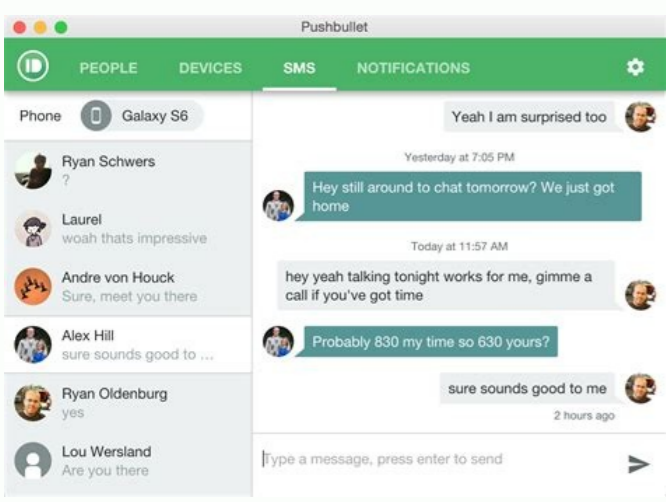 Pushbullet
PEOPLE DEVICES SMS NOTIFICATIONS
Phone Galaxy S6
Ryan Schwers
?
Laurel
woah thats impressive
Andre von Houck
Sure, meet you there
Alex Hill
sure sounds good to ...
Ryan Oldenburg
yes
Lou Wersland
Are you there
Yeah I am surprised too
Yesterday at 7:05 PM
Hey still around to chat tomorrow? We just got
home
Today at 11:57 AM
hey yeah talking tonight works for me, gimme a
call if you've got time
Probably 830 my time so 630 yours?
sure sounds good to me
2 hours ago
Type a message, press enter to send